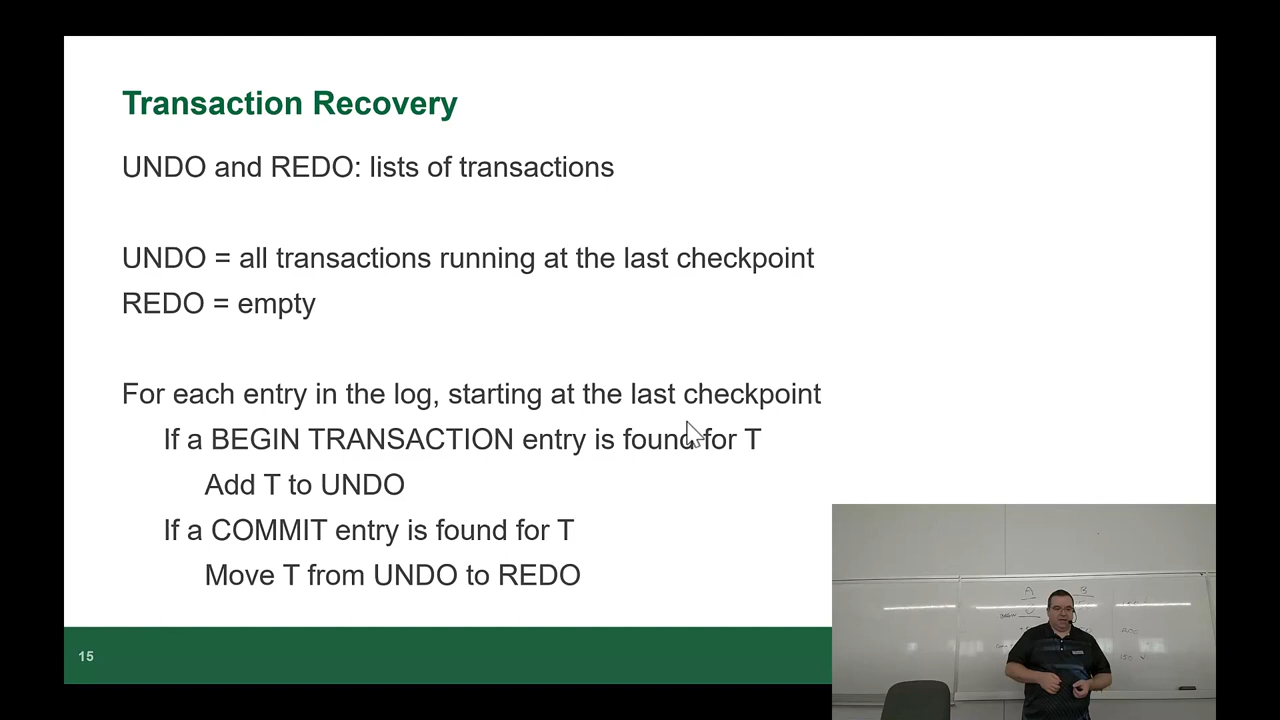 Transaction Recovery
UNDO and REDO: lists of transactions
UNDO = all transactions running at the last checkpoint
REDO = empty
For each entry in the log, starting at the last checkpoint
If a BEGIN TRANSACTION entry is found for T
Add T to UNDO
If a COMMIT entry is found for T
Move T from UNDO to REDO
15
A B